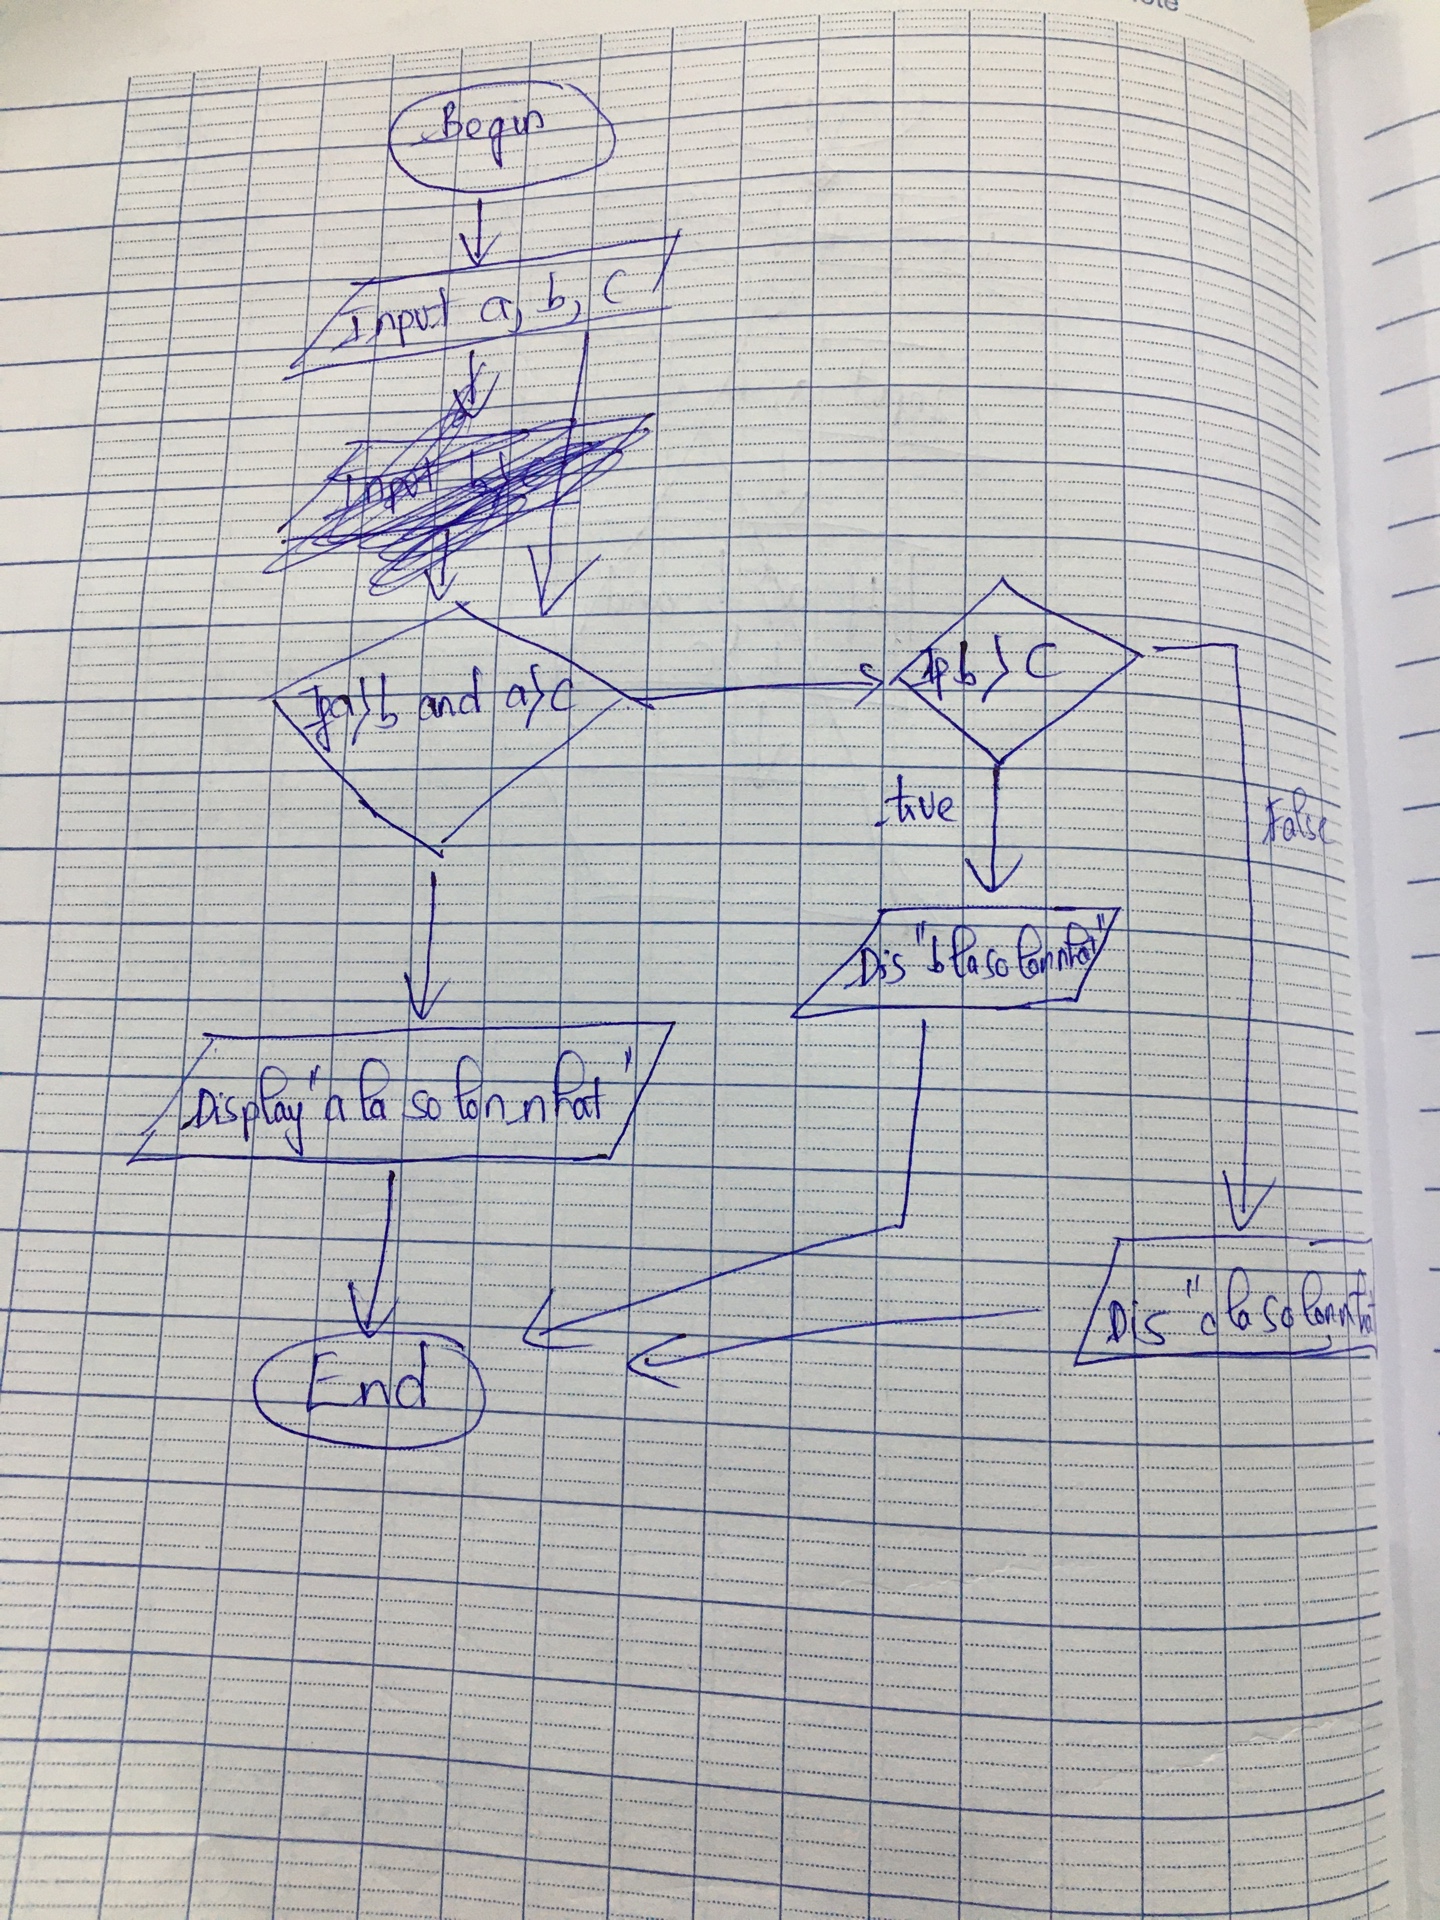 Begin
Input a, b, c
Input b, c
If a>b and a>c
If b > c
true
False
Dis "b la so lon nhat"
Display "a la so lon nhat"
Dis "c la so lon nhat
End